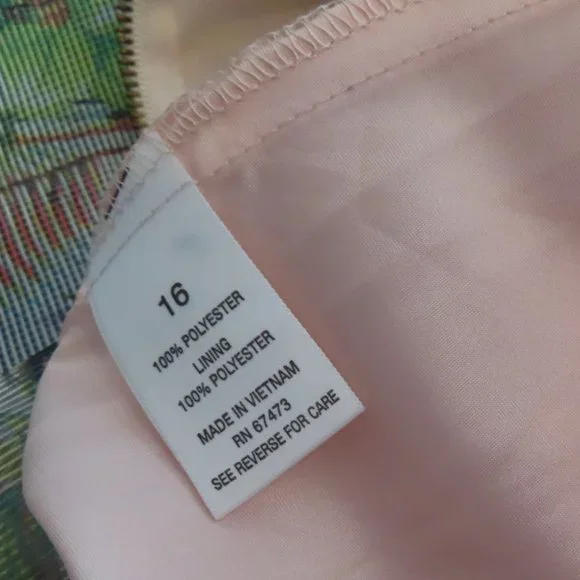 16
100% POLYESTER
LINING
100% POLYESTER
MADE IN VIETNAM
RN 67473
SEE REVERSE FOR CARE